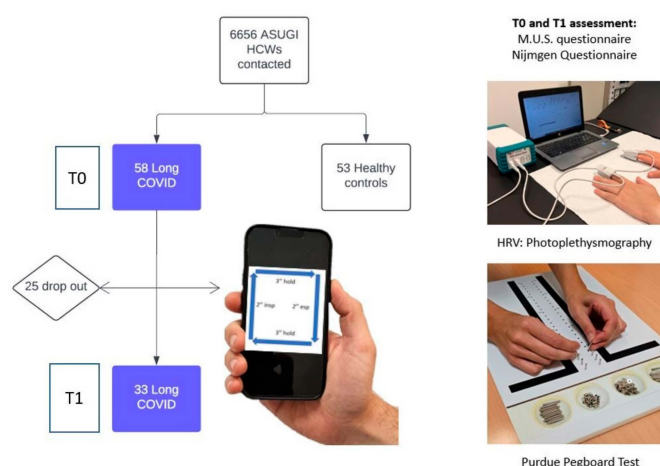 6656 ASUGI
HCWs
contacted
T0
58 Long
COVID
53 Healthy
controls
25 drop out
3" hold
2" insp
2" esp
3" hold
T1
33 Long
COVID
T0 and T1 assessment:
M.U.S. questionnaire
Nijmgen Questionnaire
HRV: Photoplethysmography
Purdue Pegboard Test